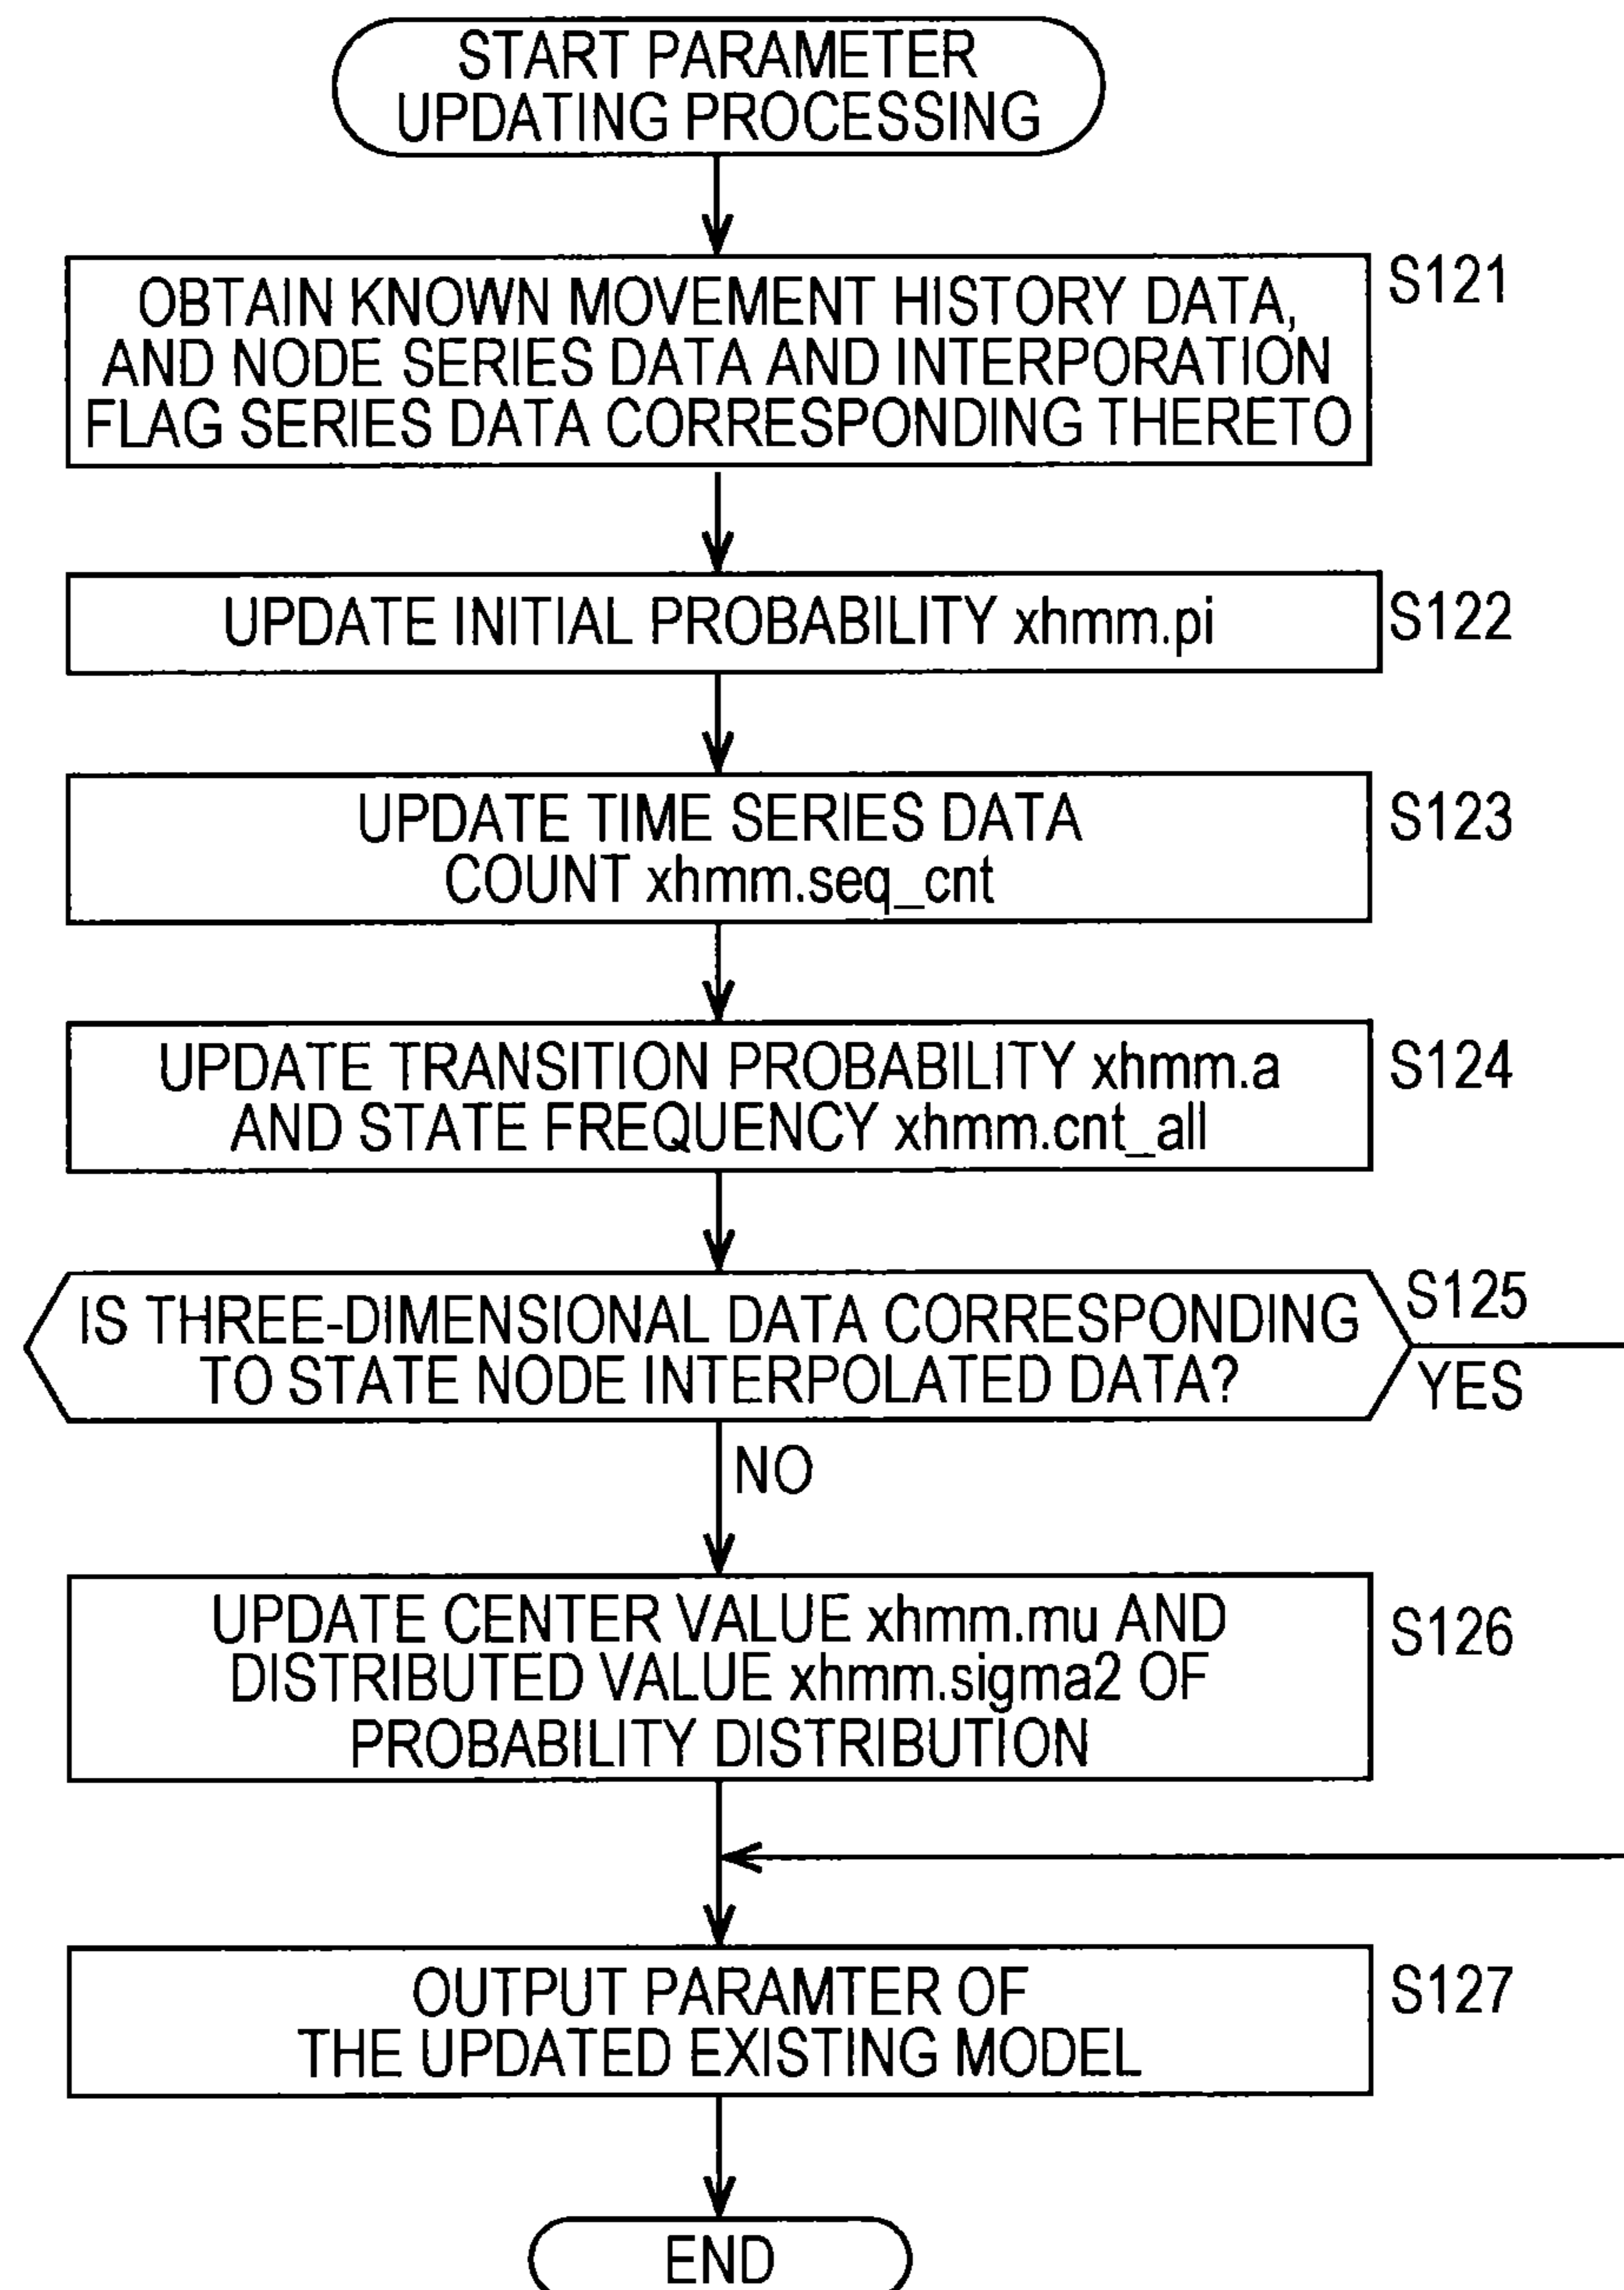 START PARAMETER
UPDATING PROCESSING
S121
OBTAIN KNOWN MOVEMENT HISTORY DATA,
AND NODE SERIES DATA AND INTERPORATION
FLAG SERIES DATA CORRESPONDING THERETO
S122
UPDATE INITIAL PROBABILITY xhmm.pi
S123
UPDATE TIME SERIES DATA
COUNT xhmm.seq_cnt
S124
UPDATE TRANSITION PROBABILITY xhmm.a
AND STATE FREQUENCY xhmm.cnt_all
S125
IS THREE-DIMENSIONAL DATA CORRESPONDING
TO STATE NODE INTERPOLATED DATA?
YES
NO
S126
UPDATE CENTER VALUE xhmm.mu AND
DISTRIBUTED VALUE xhmm.sigma2 OF
PROBABILITY DISTRIBUTION
S127
OUTPUT PARAMTER OF
THE UPDATED EXISTING MODEL
END